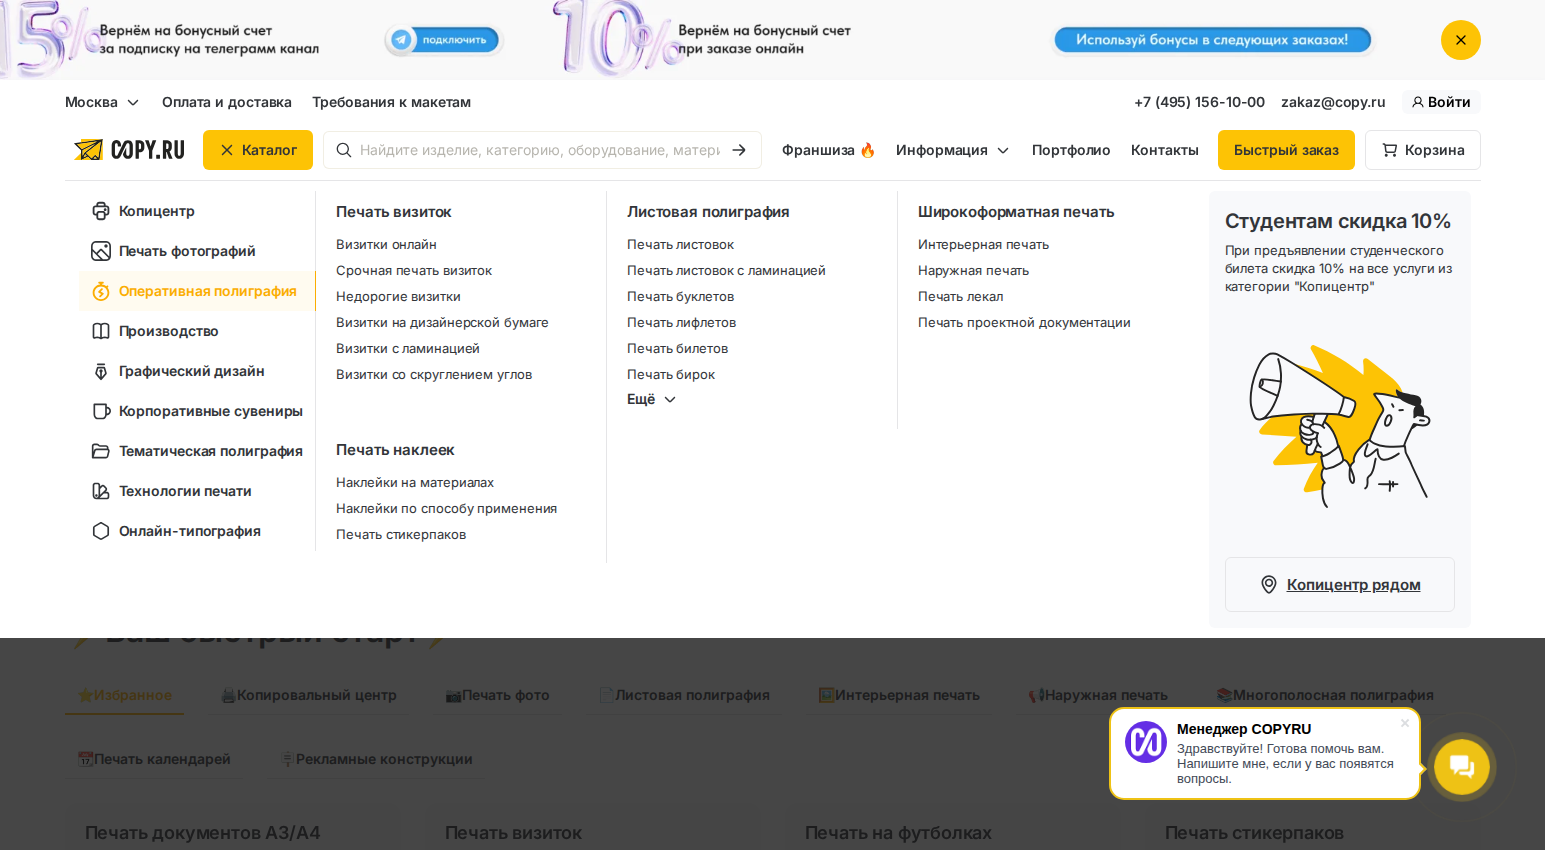 15%
Вернём на бонусный счет
за подписку на телеграмм канал
подключить
10%
Вернём на бонусный счет
при заказе онлайн
Используй бонусы в следующих заказах!
Москва
Оплата и доставка
Требования к макетам
+7 (495) 156-10-00
zakaz@copy.ru
Войти
COPY.RU
Каталог
Найдите изделие, категорию, оборудование, матери
Франшиза 🔥
Информация
Портфолио
Контакты
Быстрый заказ
Корзина
Копицентр
Печать фотографий
Оперативная полиграфия
Производство
Графический дизайн
Корпоративные сувениры
Тематическая полиграфия
Технологии печати
Онлайн-типография
Печать визиток
Визитки онлайн
Срочная печать визиток
Недорогие визитки
Визитки на дизайнерской бумаге
Визитки с ламинацией
Визитки со скруглением углов
Печать наклеек
Наклейки на материалах
Наклейки по способу применения
Печать стикерпаков
Листовая полиграфия
Печать листовок
Печать листовок с ламинацией
Печать буклетов
Печать лифлетов
Печать билетов
Печать бирок
Ещё
Широкоформатная печать
Интерьерная печать
Наружная печать
Печать лекал
Печать проектной документации
Студентам скидка 10%
При предъявлении студенческого
билета скидка 10% на все услуги из
категории "Копицентр"
Копицентр рядом
⚡ Ваш быстрый старт ⚡
⭐Избранное
🖨️Копировальный центр
📷Печать фото
📄Листовая полиграфия
🖼️Интерьерная печать
📢Наружная печать
📚Многополосная полиграфия
📆Печать календарей
🪧Рекламные конструкции
Менеджер COPYRU
Здравствуйте! Готова помочь вам.
Напишите мне, если у вас появятся
вопросы.
Печать документов А3/А4
Печать визиток
Печать на футболках
Печать стикерпаков